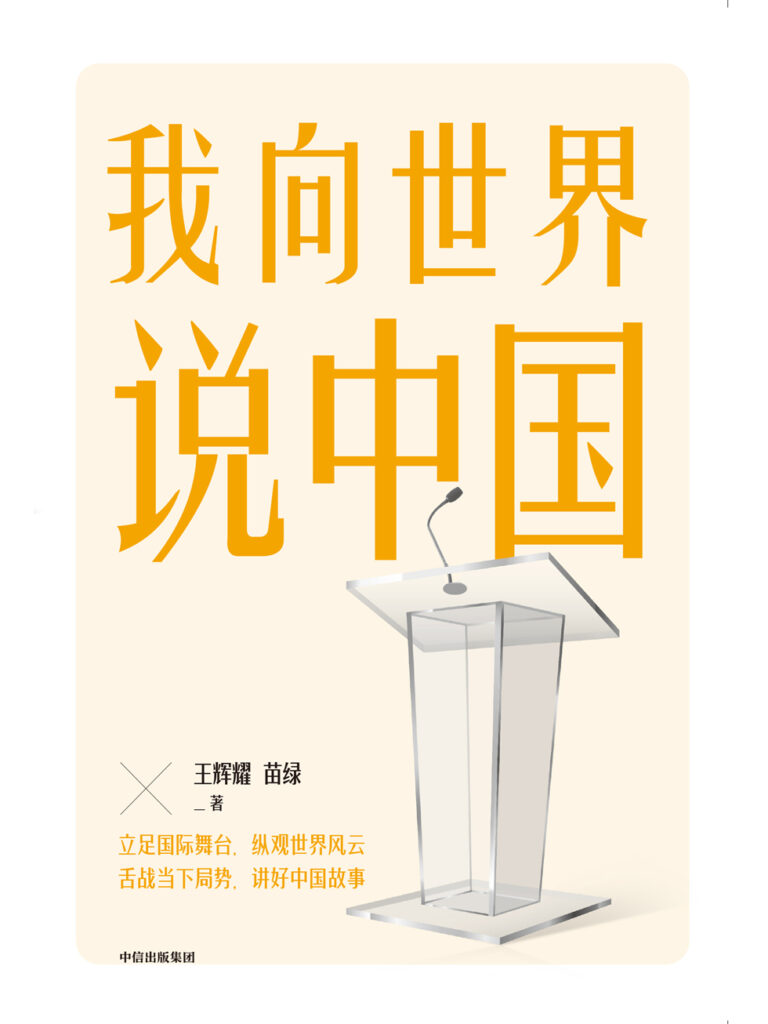 我向世界
说中国
王辉耀 苗绿
—著
立足国际舞台，纵观世界风云
舌战当下局势，讲好中国故事
中信出版集团